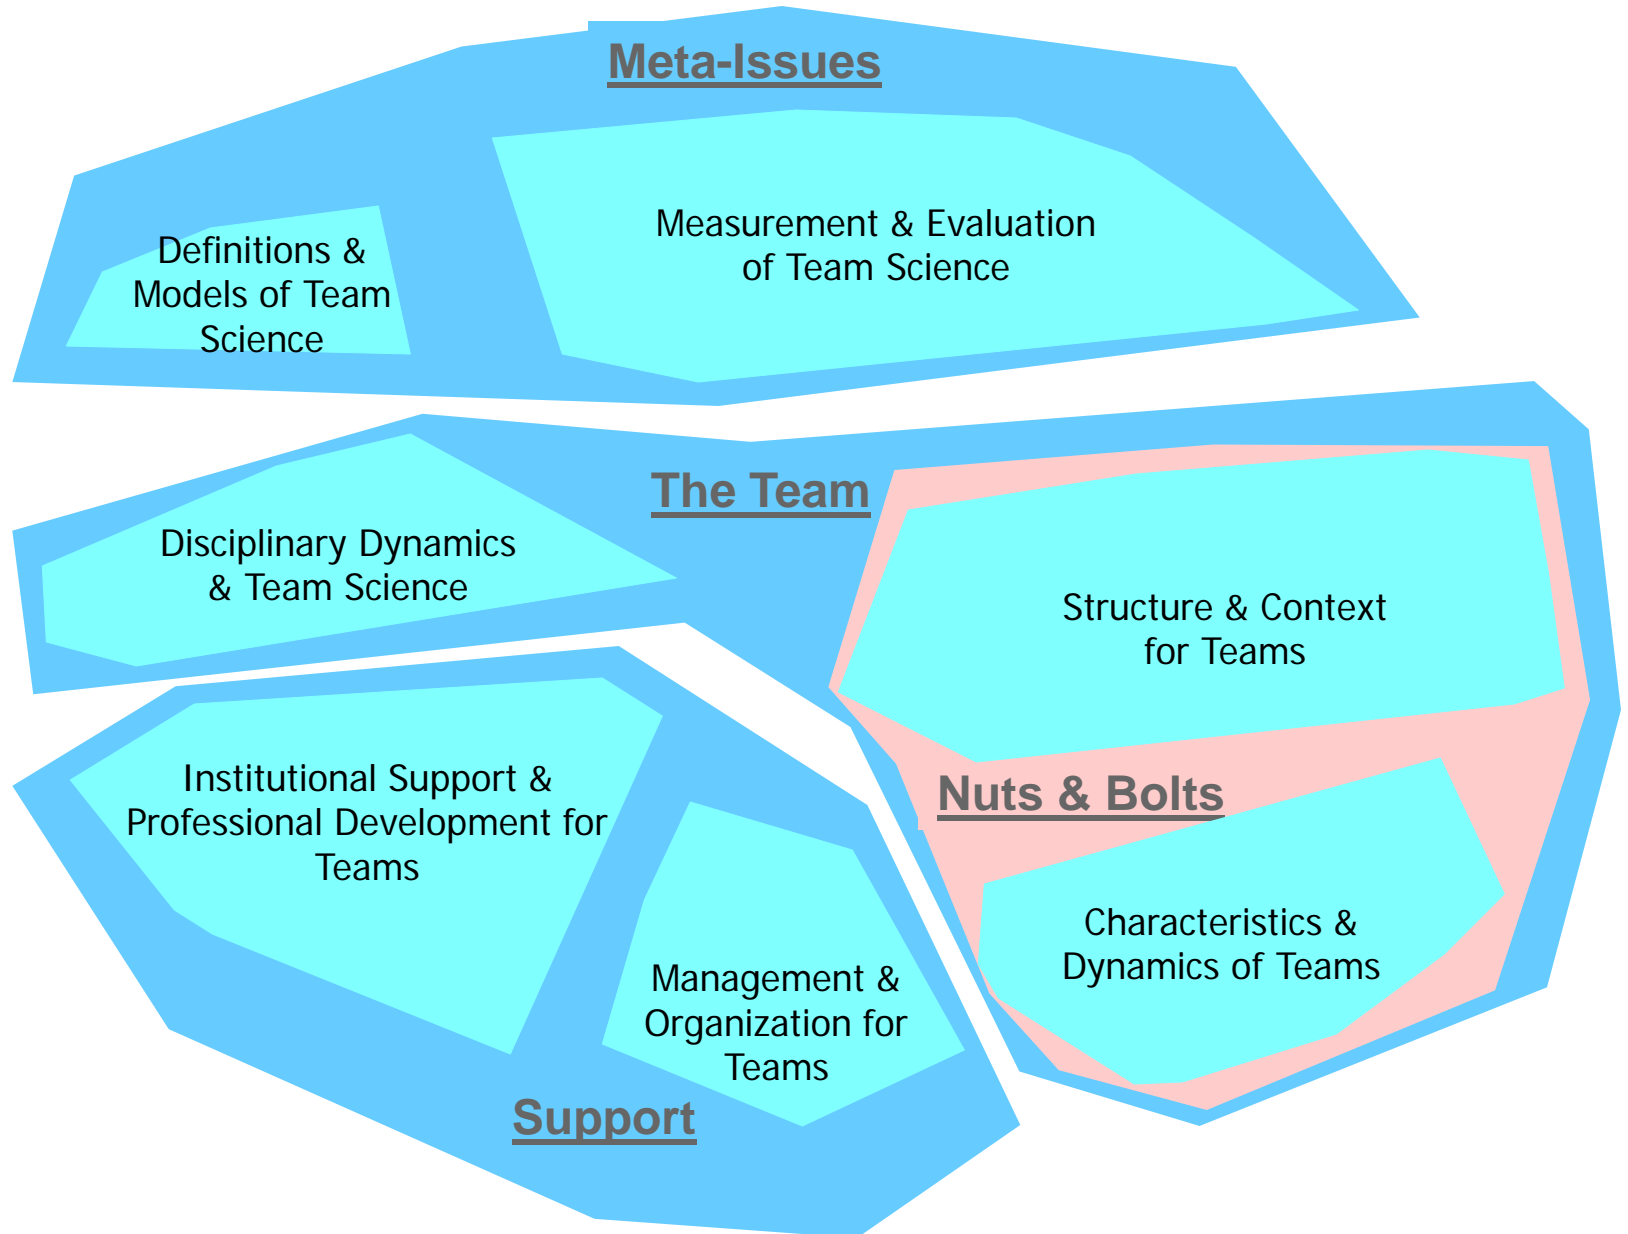 Meta-Issues
Measurement & Evaluation
of Team Science
Definitions &
Models of Team
Science
The Team
Disciplinary Dynamics
& Team Science
Structure & Context
for Teams
Nuts & Bolts
Characteristics &
Dynamics of Teams
Institutional Support &
Professional Development for
Teams
Management &
Organization for
Teams
Support